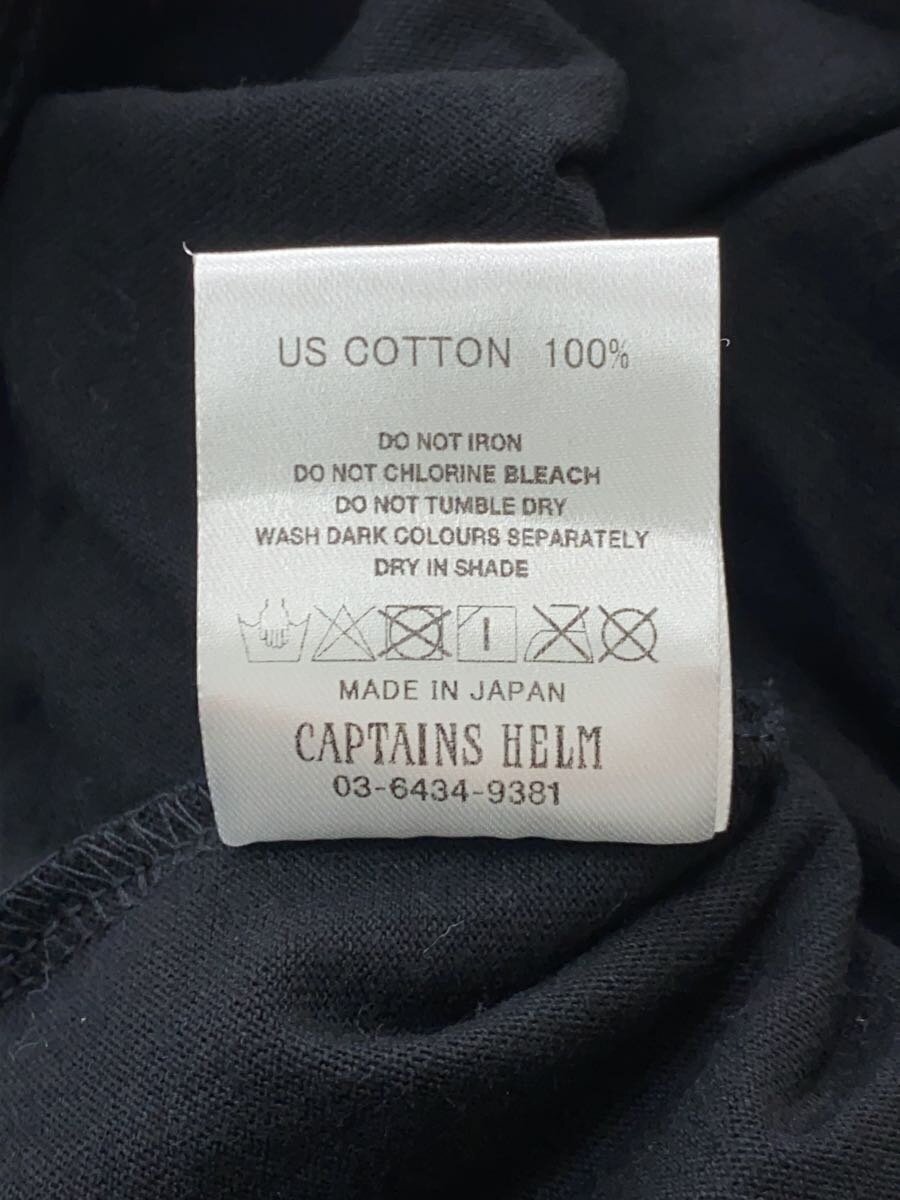 US COTTON 100%
DO NOT IRON
DO NOT CHLORINE BLEACH
DO NOT TUMBLE DRY
WASH DARK COLOURS SEPARATELY
DRY IN SHADE
MADE IN JAPAN
CAPTAINS HELM
03-6434-9381